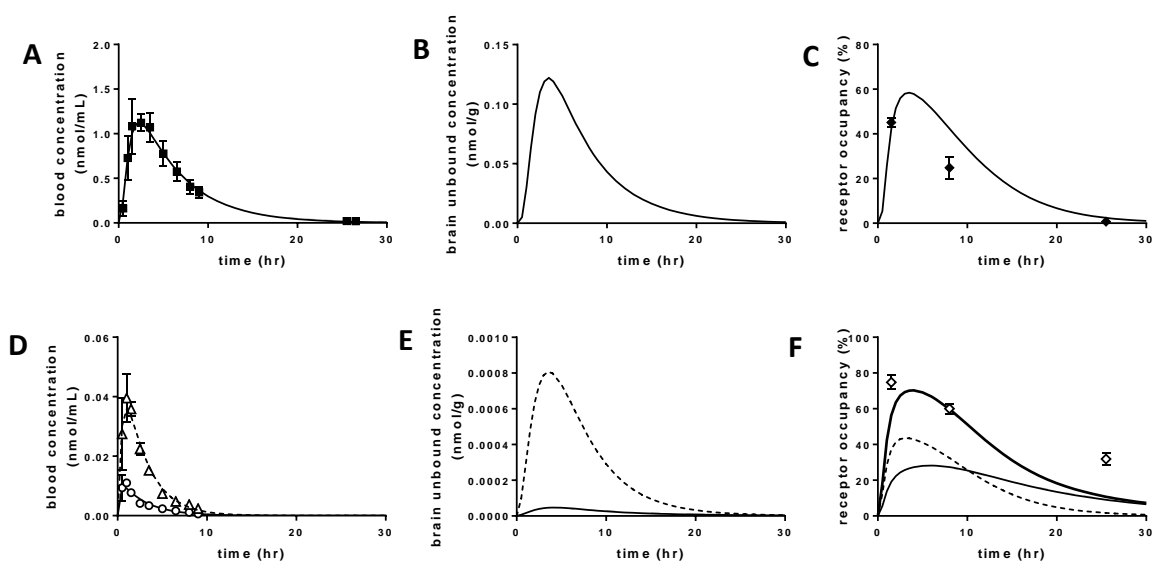 A
blood concentration
(nmol/mL)
2.0
1.5
1.0
0.5
0.0
0 10 20 30
time (hr)
B
brain unbound concentration
(nmol/g)
0.15
0.10
0.05
0.00
0 10 20 30
time (hr)
C
receptor occupancy (%)
80
60
40
20
0
0 10 20 30
time (hr)
D
blood concentration
(nmol/mL)
0.06
0.04
0.02
0.00
0 10 20 30
time (hr)
E
brain unbound concentration
(nmol/g)
0.0010
0.0008
0.0006
0.0004
0.0002
0.0000
0 10 20 30
time (hr)
F
receptor occupancy (%)
100
80
60
40
20
0
0 10 20 30
time (hr)